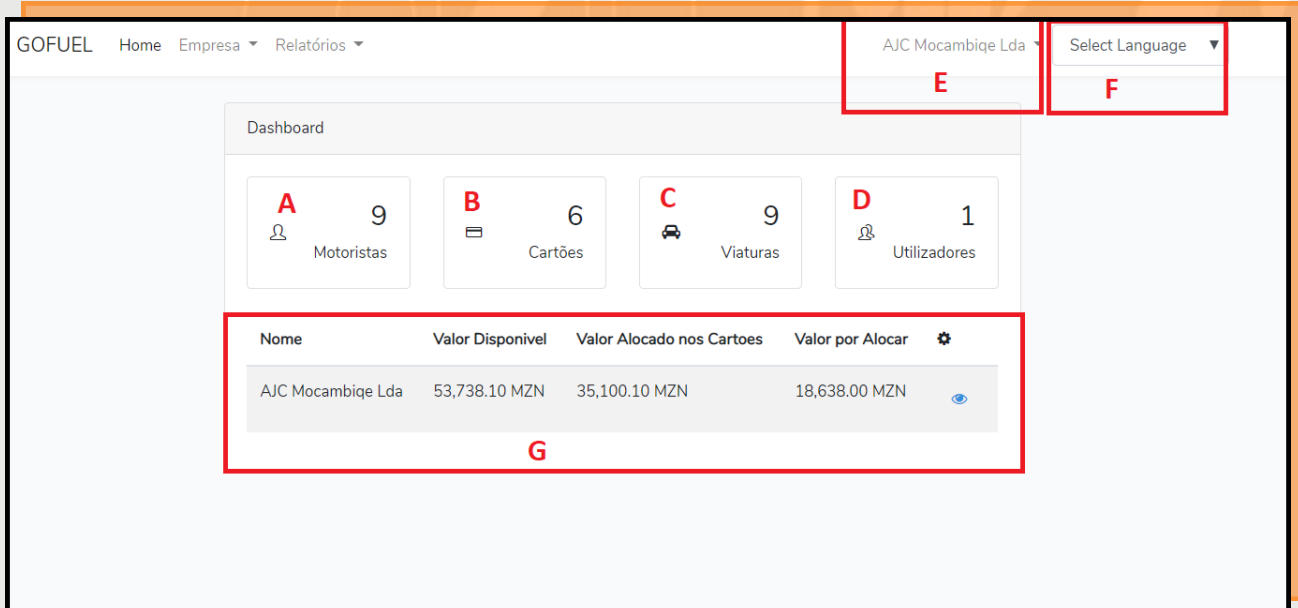 GOFUEL Home Empresa Relatórios AJC Mocambiqe Lda Select Language ▼
E F
Dashboard
A 9 B 6 C 9 D 1
Motoristas Cartões Viaturas Utilizadores
Nome Valor Disponivel Valor Alocado nos Cartoes Valor por Alocar
AJC Mocambiqe Lda 53,738.10 MZN 35,100.10 MZN 18,638.00 MZN
G